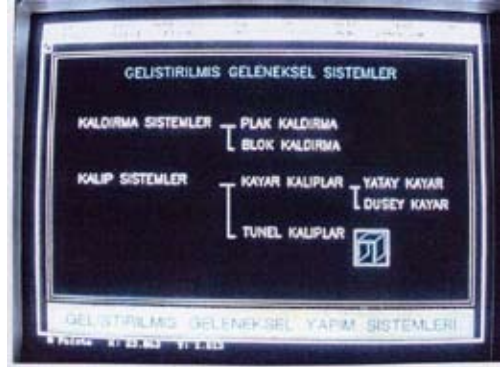 GELISTIRILMIS GELENEKSEL SISTEMLER
KALDIRMA SISTEMLER PLAK KALDIRMA
BLOK KALDIRMA
KALIP SISTEMLER KAYAR KALIPLAR YATAY KAYAR
DUSEY KAYAR
TUNEL KALIPLAR
GELISTIRILMIS GELENEKSEL YAPIM SISTEMLERI